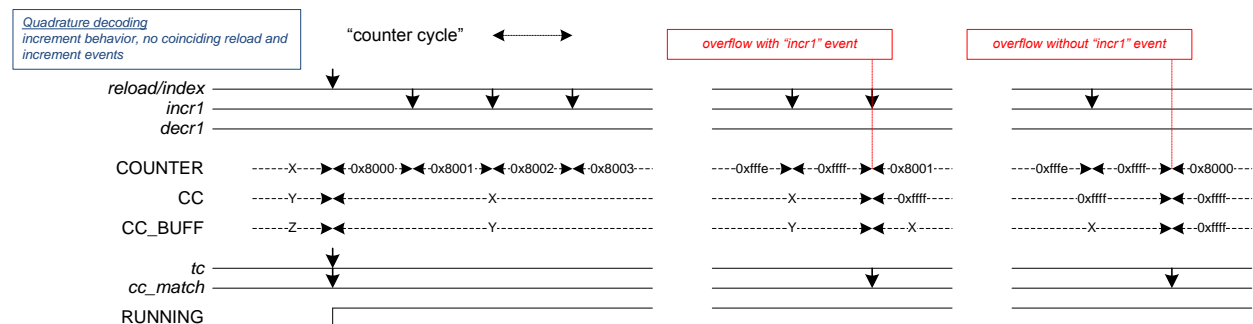 Quadrature decoding
increment behavior, no coinciding reload and
increment events
“counter cycle”
overflow with “incr1” event
overflow without “incr1” event
reload/index
incr1
decr1
COUNTER X 0x8000 0x8001 0x8002 0x8003 0xfffe 0xffff 0x8001 0xfffe 0xffff 0x8000
CC Y X X 0xffff 0xffff 0xffff
CC_BUFF Z Y Y X X 0xffff
tc
cc_match
RUNNING